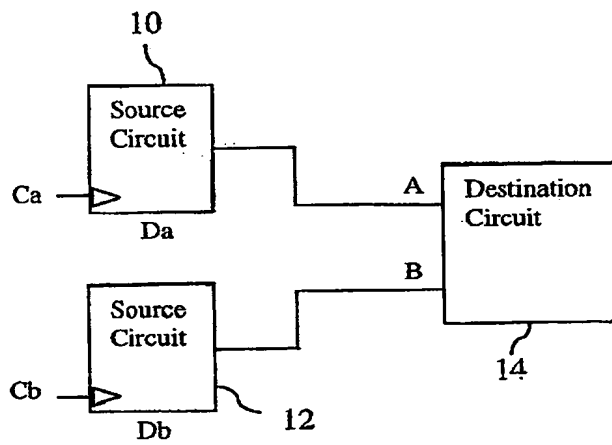 10
Source
Circuit
Ca
Da
A
Destination
Circuit
B
Source
Circuit
14
Cb
12
Db